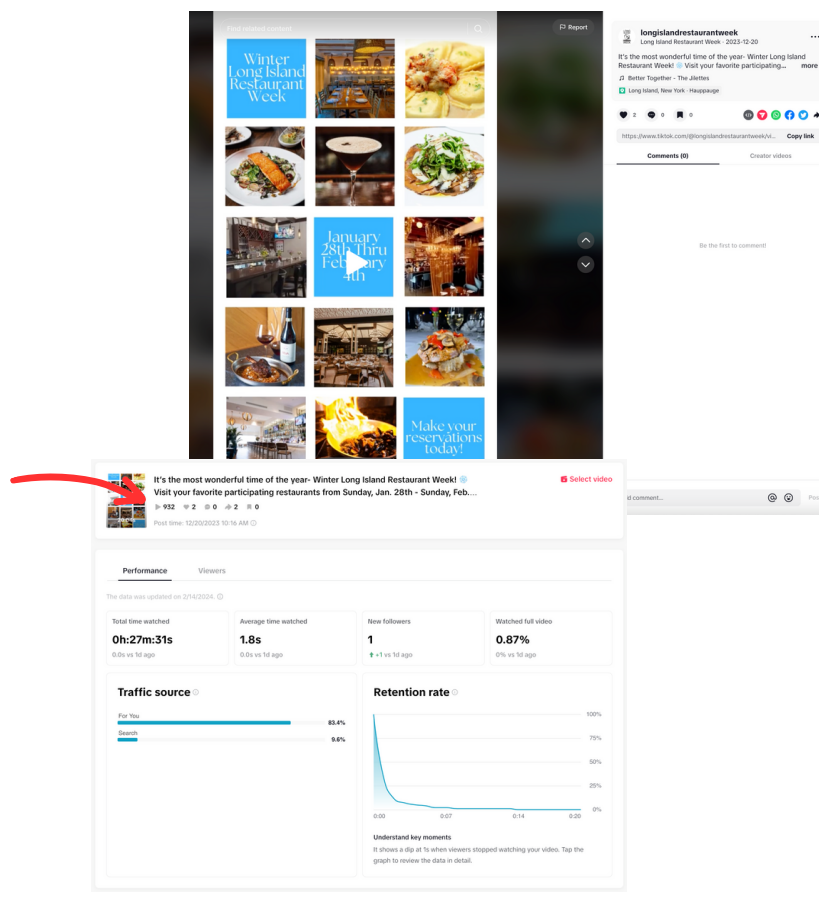 Find related content
Report
Winter
Long Island
Restaurant
Week
January
28th Thru
February
4th
Make your
reservations
today!
longislandrestaurantweek
Long Island Restaurant Week · 2023-12-20
...
It's the most wonderful time of the year- Winter Long Island
Restaurant Week! Visit your favorite participating... more
Better Together - The Jilettes
Long Island, New York · Hauppauge
2 0 0
https://www.tiktok.com/@longislandrestaurantweek/vi... Copy link
Comments (0) Creator videos
Be the first to comment!
comment...
It's the most wonderful time of the year- Winter Long Island Restaurant Week!
Visit your favorite participating restaurants from Sunday, Jan. 28th - Sunday, Feb....
Select video
932 2 0 2 0
Post time: 12/20/2023 10:16 AM
Performance Viewers
The data was updated on 2/14/2024.
Total time watched
0h:27m:31s
0.0s vs 1d ago
Average time watched
1.8s
0.0s vs 1d ago
New followers
1
+1 vs 1d ago
Watched full video
0.87%
0% vs 1d ago
Traffic source
For You
83.4%
Search
9.6%
Retention rate
100%
75%
50%
25%
0%
0:00 0:07 0:14 0:20
Understand key moments
It shows a dip at 1s when viewers stopped watching your video. Tap the
graph to review the data in detail.